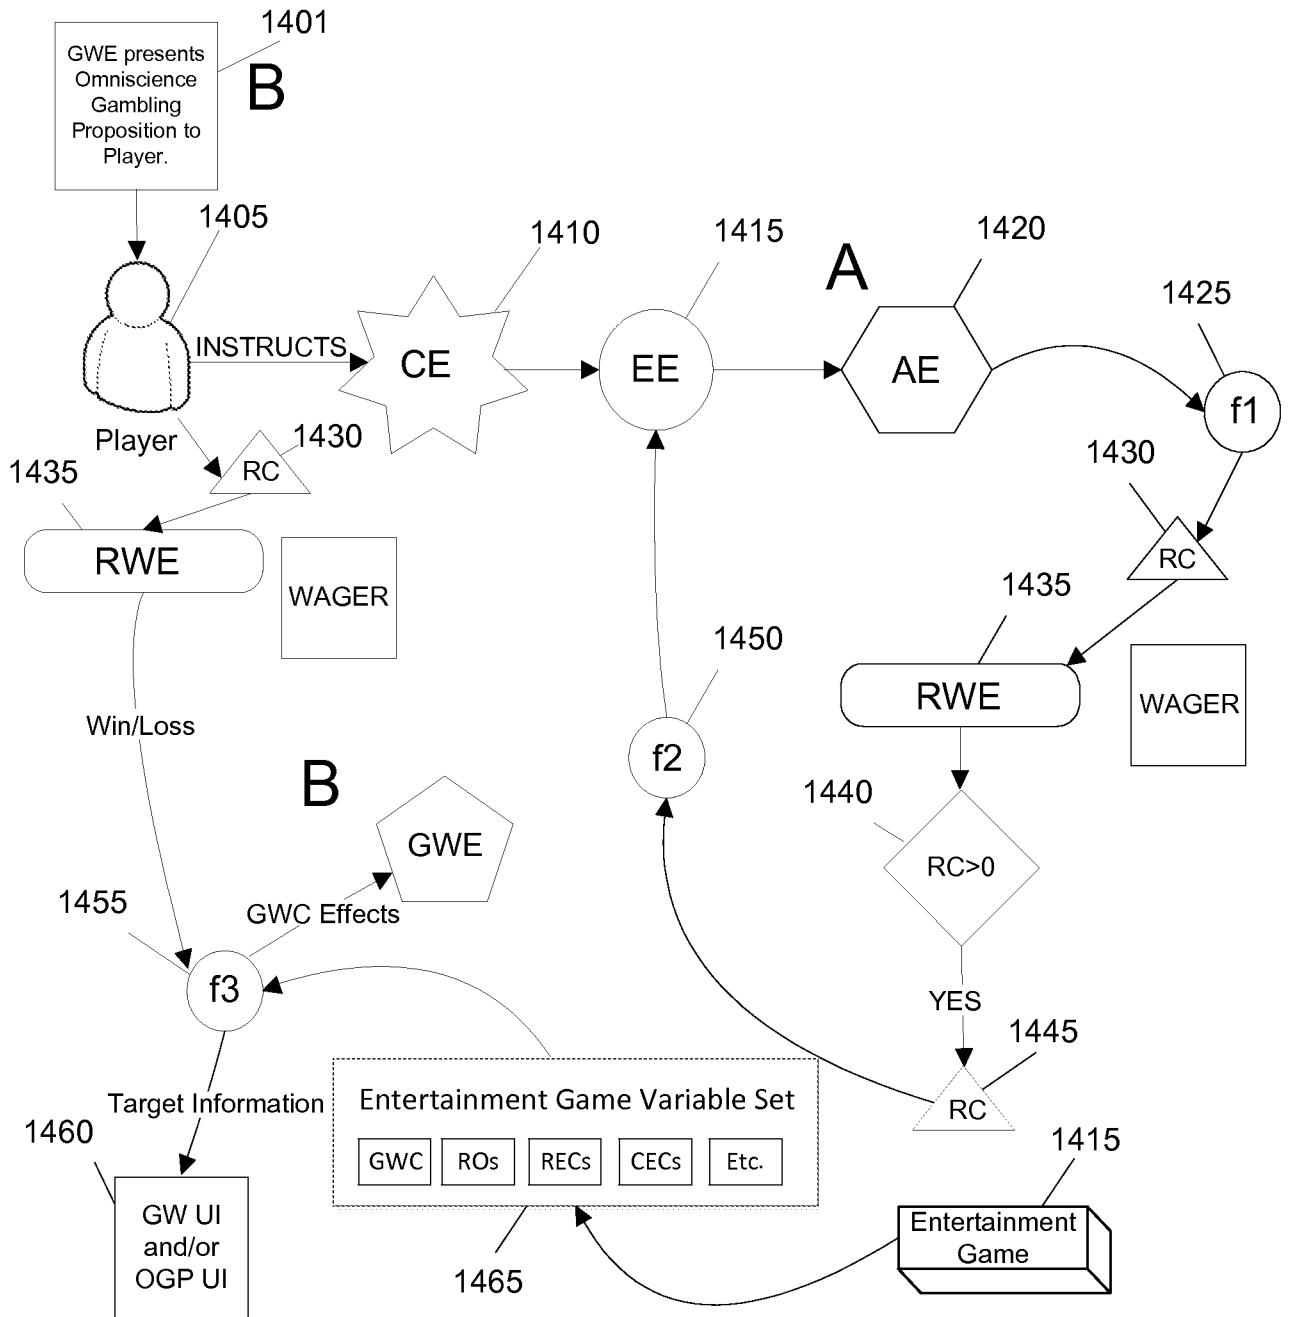 1401
GWE presents
Omniscience
Gambling
Proposition to
Player.
B
1405
1410
1415
A
1420
1425
INSTRUCTS
CE
EE
AE
f1
Player
1430
RC
1435
RWE
WAGER
1430
RC
1435
RWE
WAGER
1450
f2
Win/Loss
B
GWE
1440
RC>0
1455
GWC Effects
f3
YES
1445
RC
Target Information
Entertainment Game Variable Set
GWC
ROs
RECs
CECs
Etc.
1460
GW UI
and/or
OGP UI
1465
1415
Entertainment
Game